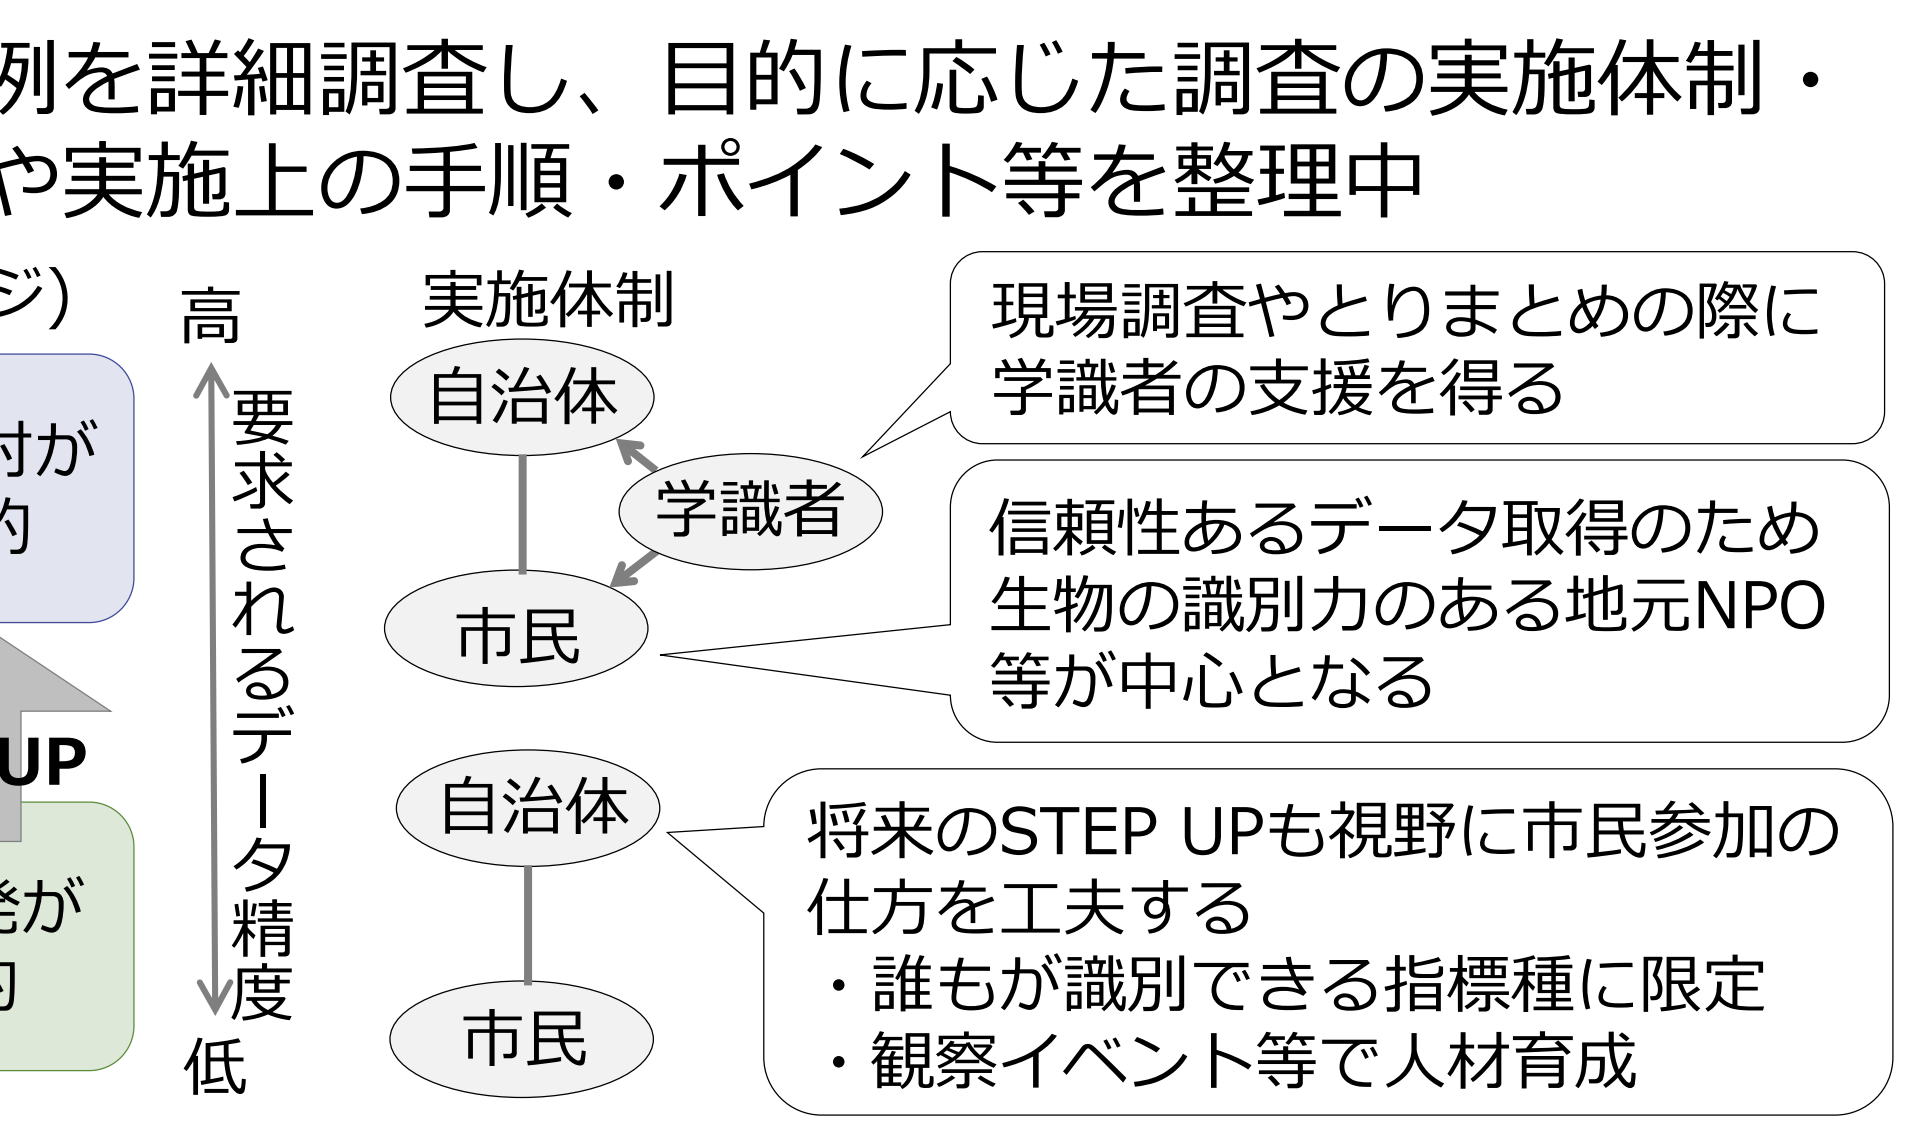 例を詳細調査し、目的に応じた調査の実施体制・
や実施上の手順・ポイント等を整理中
ジ）
高
要求されるデータ精度
低
討が
的
UP
発が
的
実施体制
自治体
学識者
市民
現場調査やとりまとめの際に
学識者の支援を得る
信頼性あるデータ取得のため
生物の識別力のある地元NPO
等が中心となる
自治体
市民
将来のSTEP UPも視野に市民参加の
仕方を工夫する
・誰もが識別できる指標種に限定
・観察イベント等で人材育成